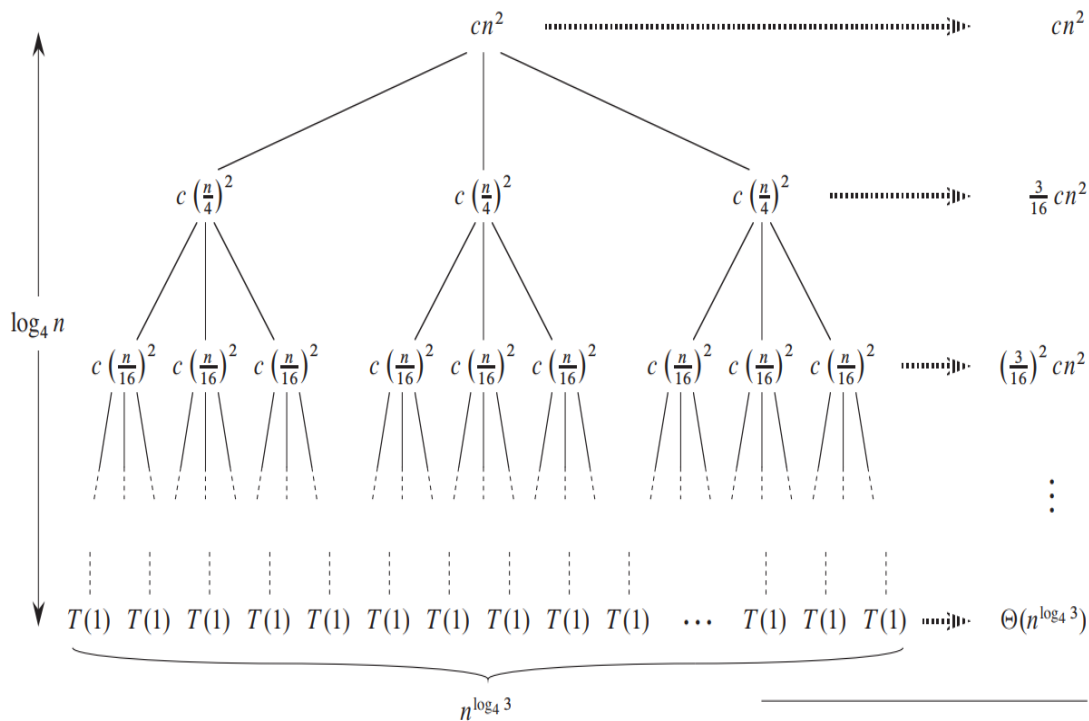 cn² cn²
c (n/4)² c (n/4)² c (n/4)² 3/16 cn²
log₄ n
c (n/16)² c (n/16)² c (n/16)² c (n/16)² c (n/16)² c (n/16)² c (n/16)² c (n/16)² c (n/16)² (3/16)² cn²
⋮
T(1) T(1) T(1) T(1) T(1) T(1) T(1) T(1) T(1) T(1) ⋯ T(1) T(1) T(1) Θ(n^{log₄ 3})
n^{log₄ 3}